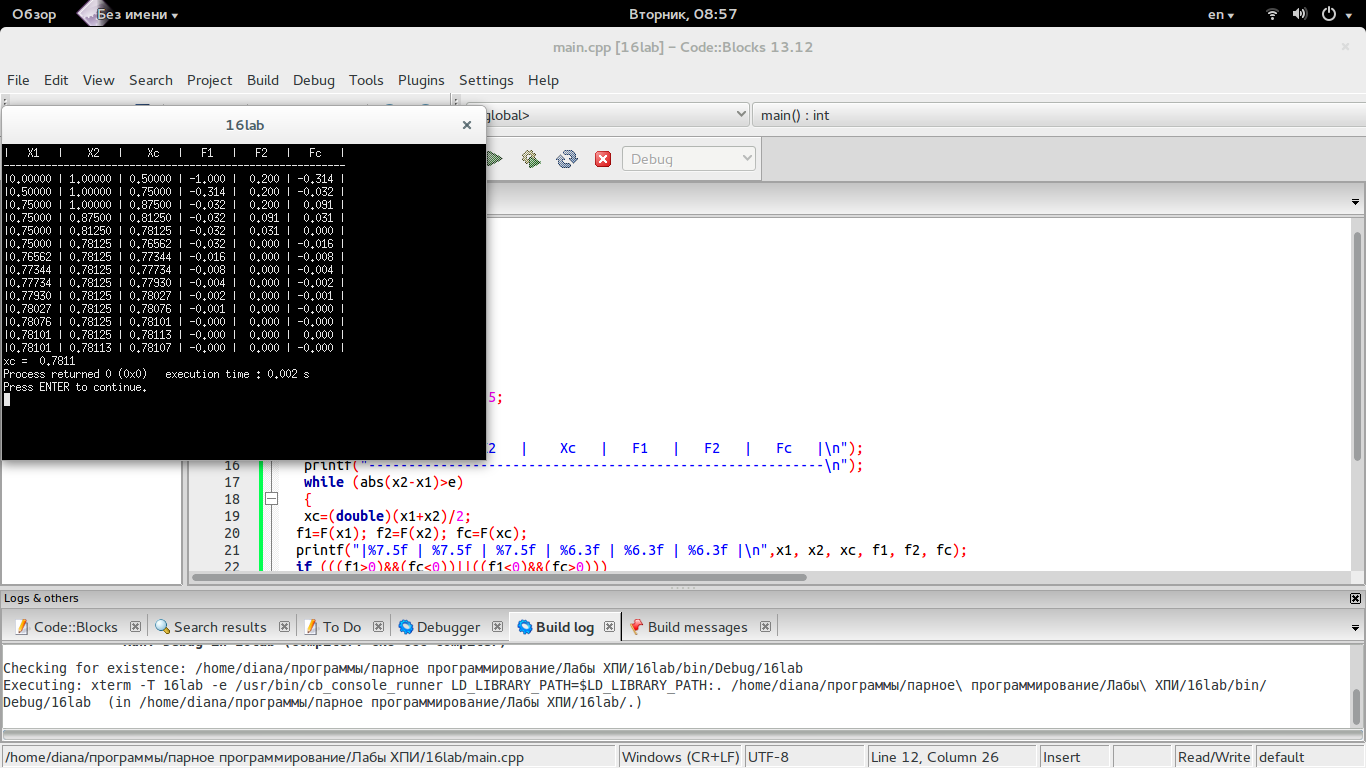 Обзор Без имени Вторник, 08:57 en
main.cpp [16lab] – Code::Blocks 13.12
File Edit View Search Project Build Debug Tools Plugins Settings Help
global> main() : int
16lab
Debug
| X1 | X2 | Xc | F1 | F2 | Fc |
---------------------------------------------------------
|0.00000 | 1.00000 | 0.50000 | -1.000 | 0.200 | -0.314 |
|0.50000 | 1.00000 | 0.75000 | -0.314 | 0.200 | -0.032 |
|0.75000 | 1.00000 | 0.87500 | -0.032 | 0.200 | 0.091 |
|0.75000 | 0.87500 | 0.81250 | -0.032 | 0.091 | 0.031 |
|0.75000 | 0.81250 | 0.78125 | -0.032 | 0.031 | 0.000 |
|0.75000 | 0.78125 | 0.76562 | -0.032 | 0.000 | -0.016 |
|0.76562 | 0.78125 | 0.77344 | -0.016 | 0.000 | -0.008 |
|0.77344 | 0.78125 | 0.77734 | -0.008 | 0.000 | -0.004 |
|0.77734 | 0.78125 | 0.77930 | -0.004 | 0.000 | -0.002 |
|0.77930 | 0.78125 | 0.78027 | -0.002 | 0.000 | -0.001 |
|0.78027 | 0.78125 | 0.78076 | -0.001 | 0.000 | -0.000 |
|0.78076 | 0.78125 | 0.78101 | -0.000 | 0.000 | -0.000 |
|0.78101 | 0.78125 | 0.78113 | -0.000 | 0.000 | 0.000 |
|0.78101 | 0.78113 | 0.78107 | -0.000 | 0.000 | -0.000 |
xc = 0.7811
Process returned 0 (0x0) execution time : 0.002 s
Press ENTER to continue.
5;
2 | Xc | F1 | F2 | Fc |\n");
16 printf("---------------------------------------------------------\n");
17 while (abs(x2-x1)>e)
18 {
19 xc=(double)(x1+x2)/2;
20 f1=F(x1); f2=F(x2); fc=F(xc);
21 printf("|%7.5f | %7.5f | %7.5f | %6.3f | %6.3f | %6.3f |\n",x1, x2, xc, f1, f2, fc);
22 if (((f1>0)&&(fc<0))||((f1<0)&&(fc>0)))
Logs & others
Code::Blocks Search results To Do Debugger Build log Build messages
Checking for existence: /home/diana/программы/парное программирование/Лабы ХПИ/16lab/bin/Debug/16lab
Executing: xterm -T 16lab -e /usr/bin/cb_console_runner LD_LIBRARY_PATH=$LD_LIBRARY_PATH:. /home/diana/программы/парное\ программирование/Лабы\ ХПИ/16lab/bin/
Debug/16lab (in /home/diana/программы/парное программирование/Лабы ХПИ/16lab/.)
/home/diana/программы/парное программирование/Лабы ХПИ/16lab/main.cpp Windows (CR+LF) UTF-8 Line 12, Column 26 Insert Read/Write default